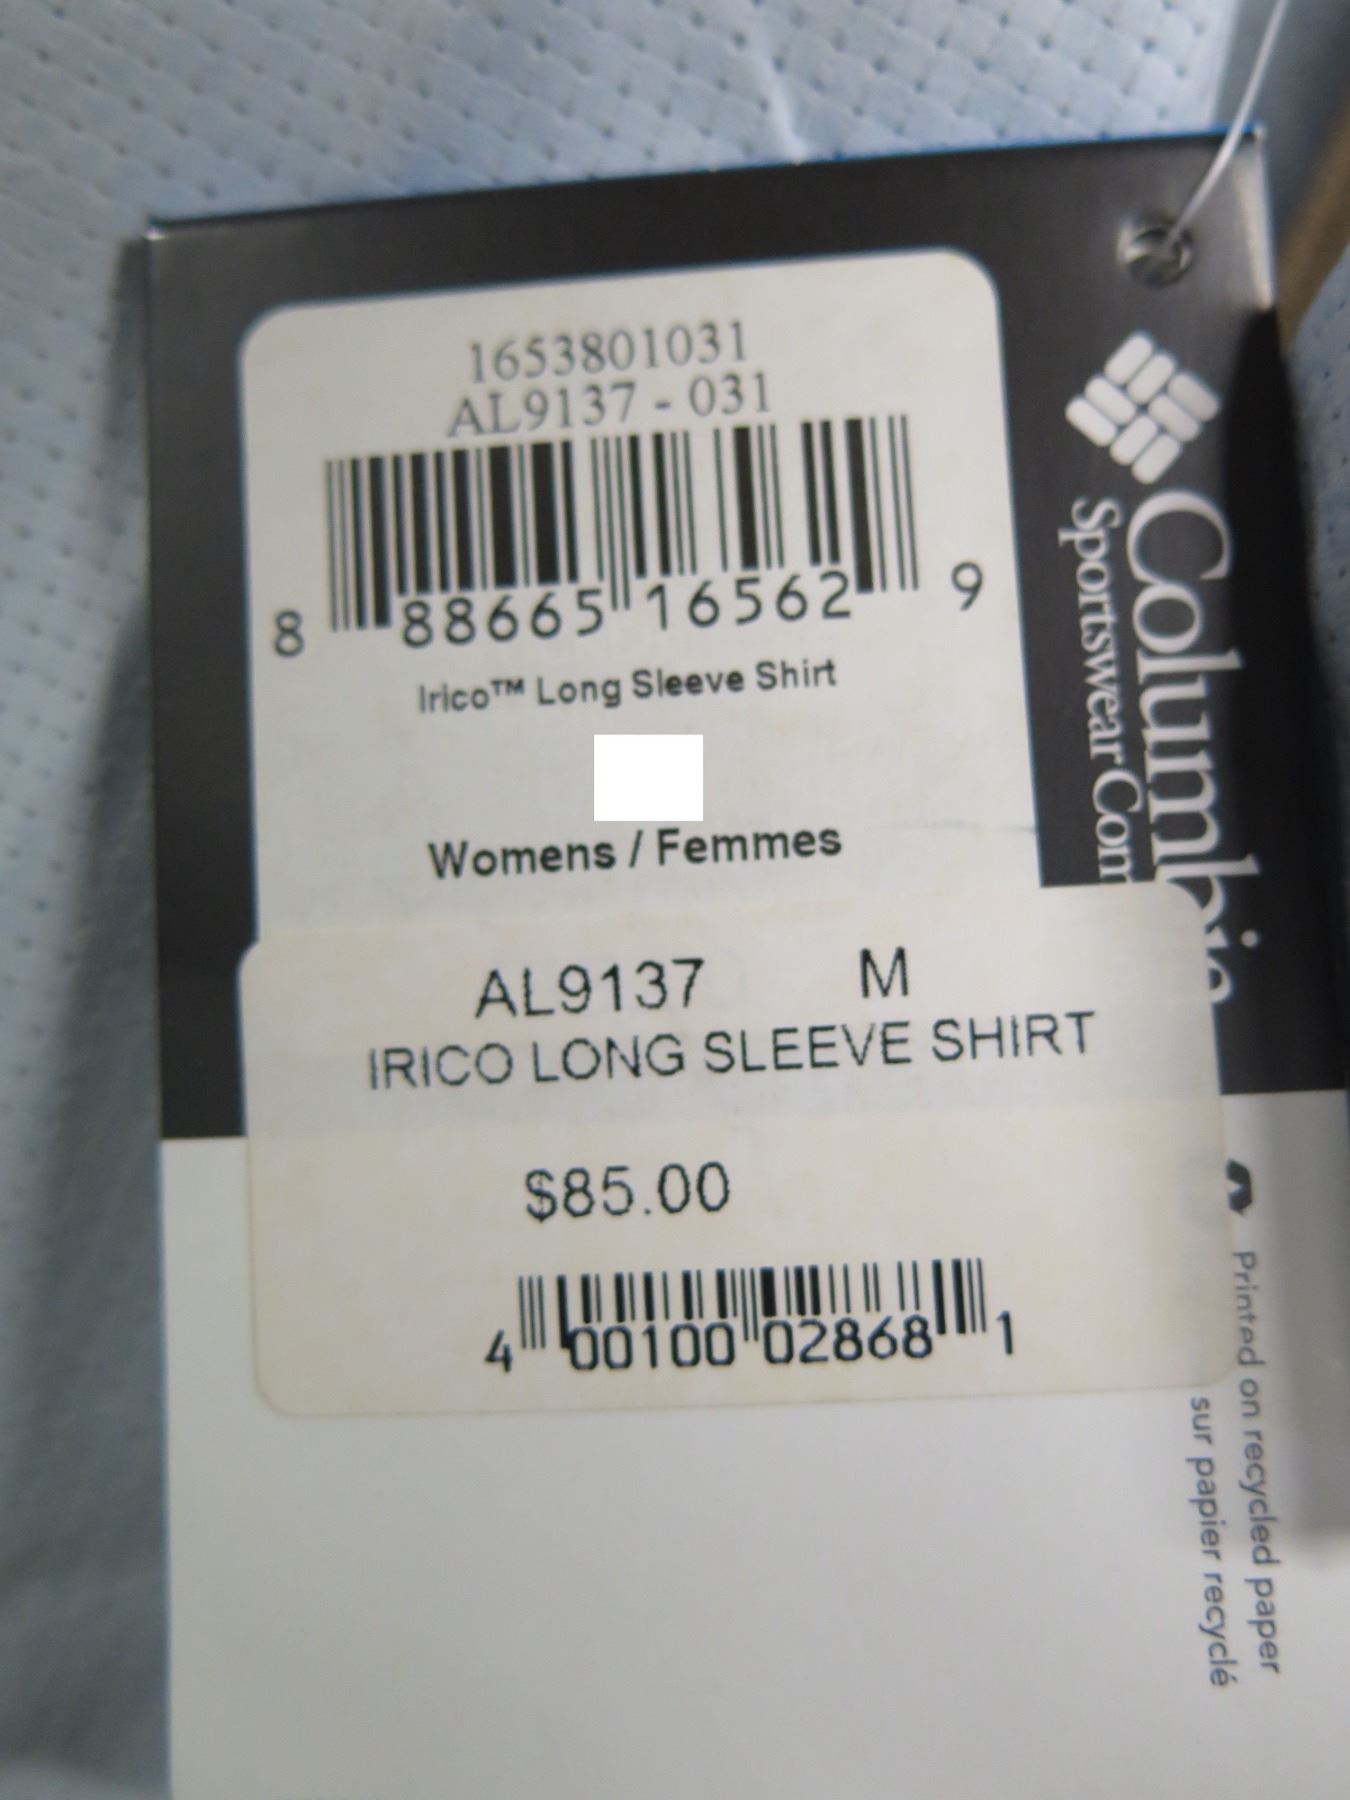 1653801031
AL9137 - 031
8 88665 16562 9
Irico™ Long Sleeve Shirt
Womens / Femmes
AL9137 M
IRICO LONG SLEEVE SHIRT
$85.00
4 00100 02868 1
Columbia
Sportswear Com
Printed on recycled paper
sur papier recyclé